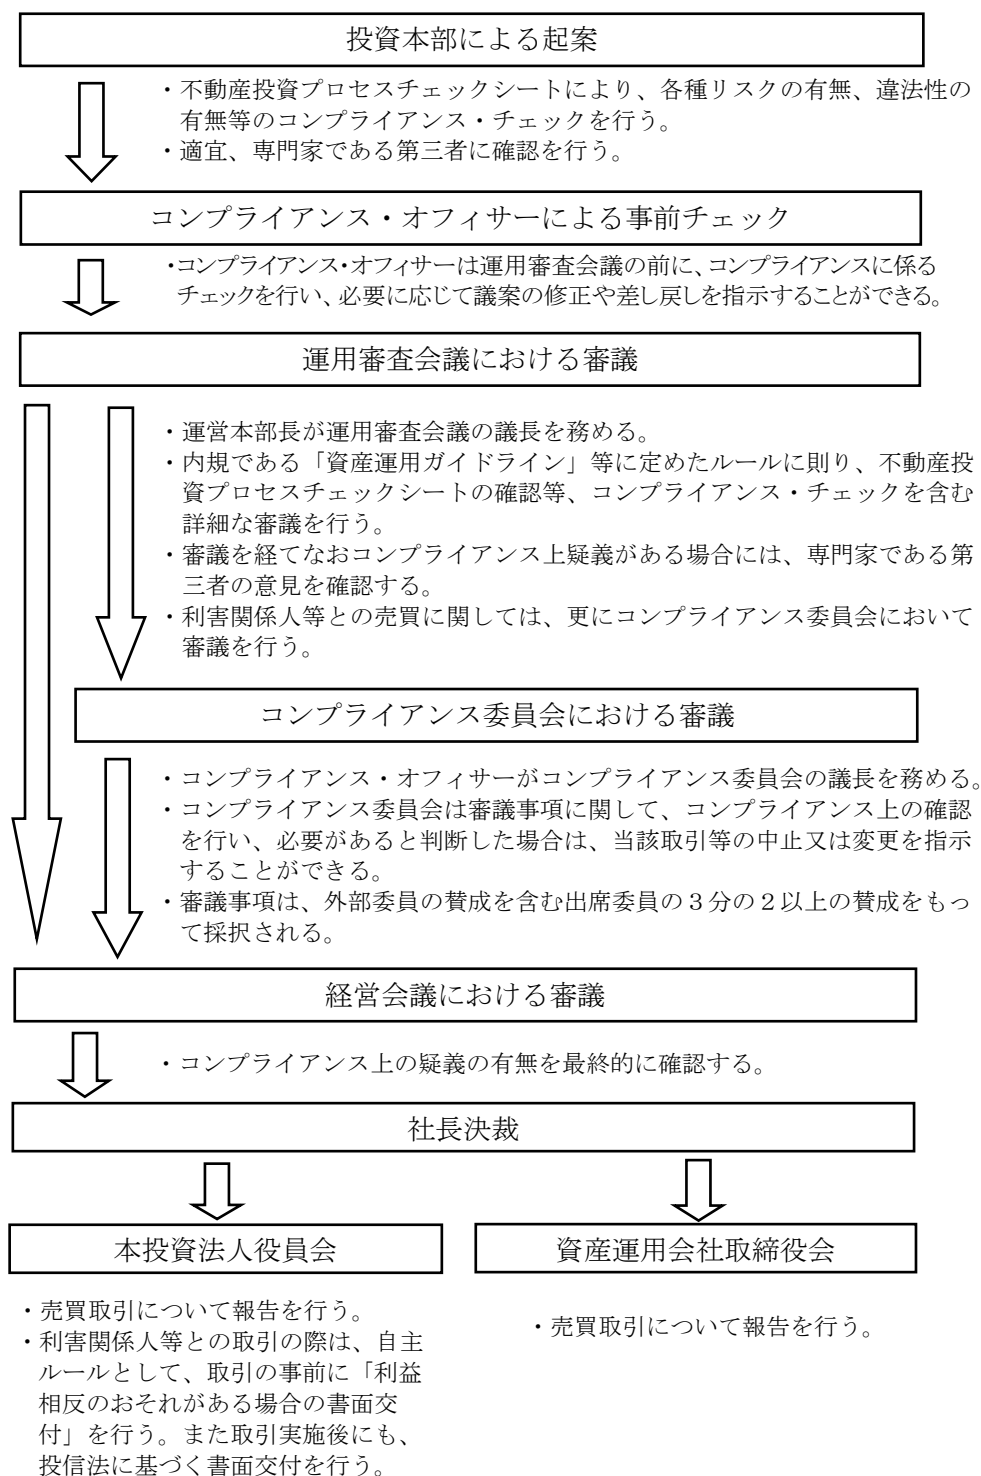 投資本部による起案
・不動産投資プロセスチェックシートにより、各種リスクの有無、違法性の
有無等のコンプライアンス・チェックを行う。
・適宜、専門家である第三者に確認を行う。
コンプライアンス・オフィサーによる事前チェック
・コンプライアンス・オフィサーは運用審査会議の前に、コンプライアンスに係る
チェックを行い、必要に応じて議案の修正や差し戻しを指示することができる。
運用審査会議における審議
・運営本部長が運用審査会議の議長を務める。
・内規である「資産運用ガイドライン」等に定めたルールに則り、不動産投
資プロセスチェックシートの確認等、コンプライアンス・チェックを含む
詳細な審議を行う。
・審議を経てなおコンプライアンス上疑義がある場合には、専門家である第
三者の意見を確認する。
・利害関係人等との売買に関しては、更にコンプライアンス委員会において
審議を行う。
コンプライアンス委員会における審議
・コンプライアンス・オフィサーがコンプライアンス委員会の議長を務める。
・コンプライアンス委員会は審議事項に関して、コンプライアンス上の確認
を行い、必要があると判断した場合は、当該取引等の中止又は変更を指示
することができる。
・審議事項は、外部委員の賛成を含む出席委員の３分の２以上の賛成をもっ
て採択される。
経営会議における審議
・コンプライアンス上の疑義の有無を最終的に確認する。
社長決裁
本投資法人役員会
・売買取引について報告を行う。
・利害関係人等との取引の際は、自主
ルールとして、取引の事前に「利益
相反のおそれがある場合の書面交
付」を行う。また取引実施後にも、
投信法に基づく書面交付を行う。
資産運用会社取締役会
・売買取引について報告を行う。